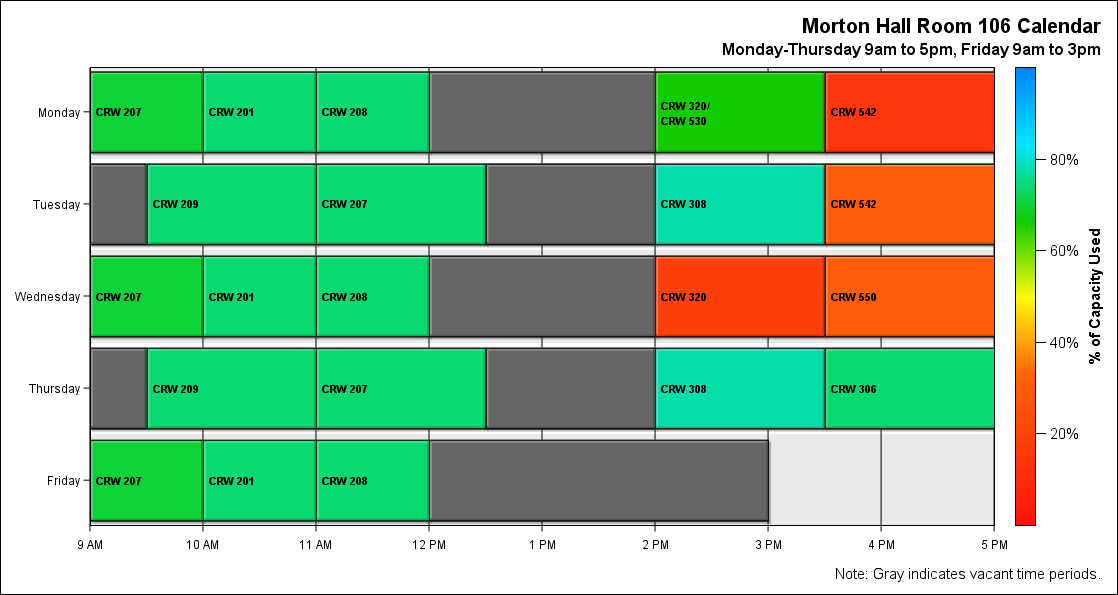 Morton Hall Room 106 Calendar
Monday-Thursday 9am to 5pm, Friday 9am to 3pm
Monday
CRW 207
CRW 201
CRW 208
CRW 320/
CRW 530
CRW 542
Tuesday
CRW 209
CRW 207
CRW 308
CRW 542
Wednesday
CRW 207
CRW 201
CRW 208
CRW 320
CRW 550
Thursday
CRW 209
CRW 207
CRW 308
CRW 306
Friday
CRW 207
CRW 201
CRW 208
9 AM
10 AM
11 AM
12 PM
1 PM
2 PM
3 PM
4 PM
5 PM
80%
60%
40%
20%
% of Capacity Used
Note: Gray indicates vacant time periods.